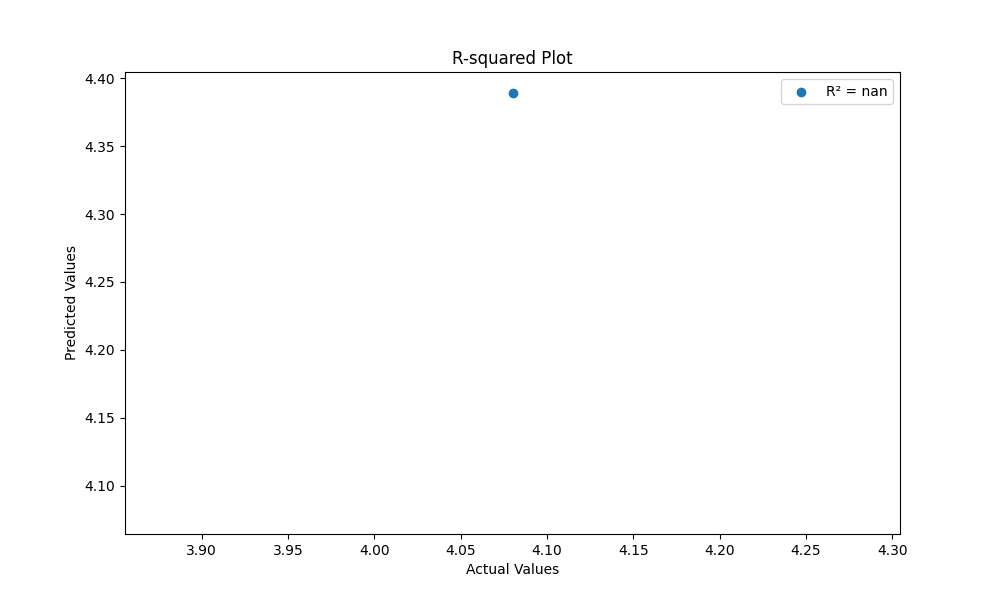 R-squared Plot
R² = nan
4.40
4.35
4.30
4.25
4.20
4.15
4.10
Predicted Values
3.90 3.95 4.00 4.05 4.10 4.15 4.20 4.25 4.30
Actual Values